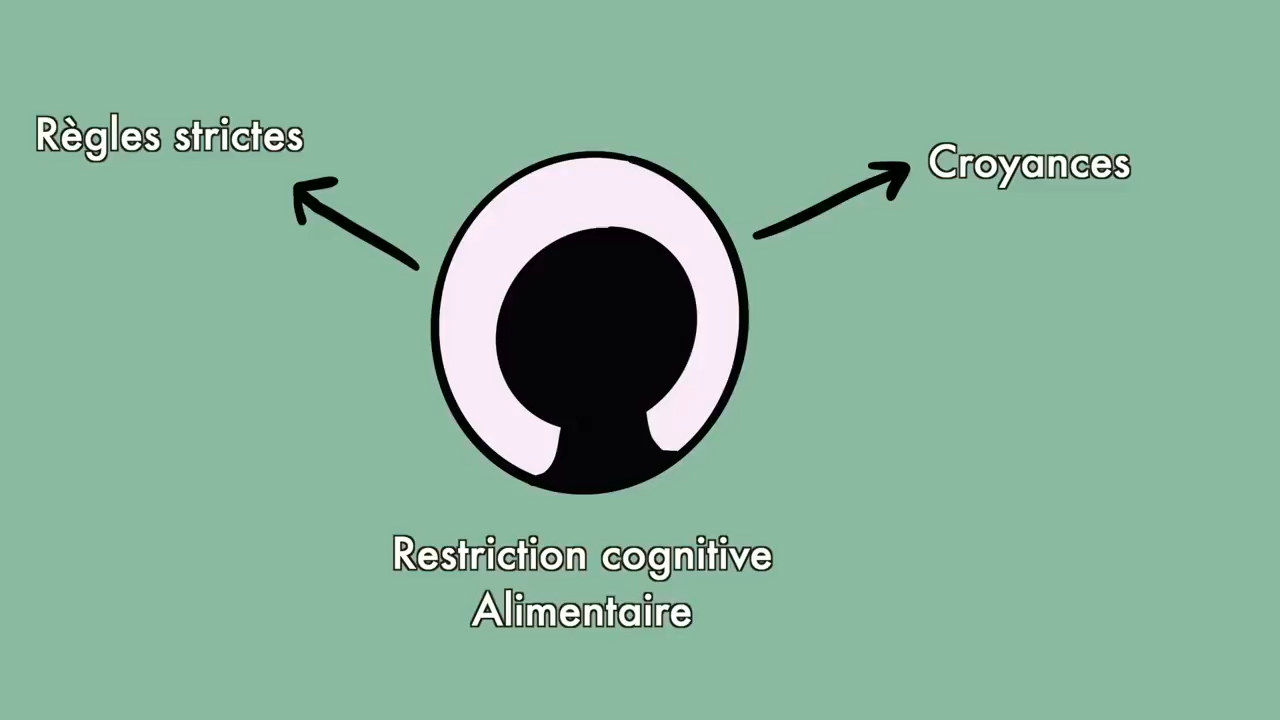 Règles strictes
Croyances
Restriction cognitive
Alimentaire